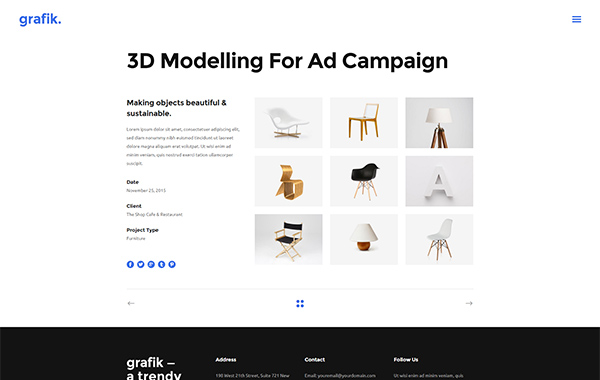 grafik.
3D Modelling For Ad Campaign
Making objects beautiful &
sustainable.
Lorem ipsum dolor sit amet, consectetuer adipiscing elit,
sed diam nonummy nibh euismod tincidunt ut laoreet
dolore magna aliquam erat volutpat. Ut wisi enim ad
minim veniam, quis nostrud exerci tation ullamcorper
suscipit.
Date
November 25, 2015
Client
The Shop Cafe & Restaurant
Project Type
Furniture
A
grafik —
a trendy
Address
190 West 21th Street, Suite 721 New
Contact
Email: youremail@yourdomain.com
Follow Us
Ut wisi enim ad minim veniam, quis